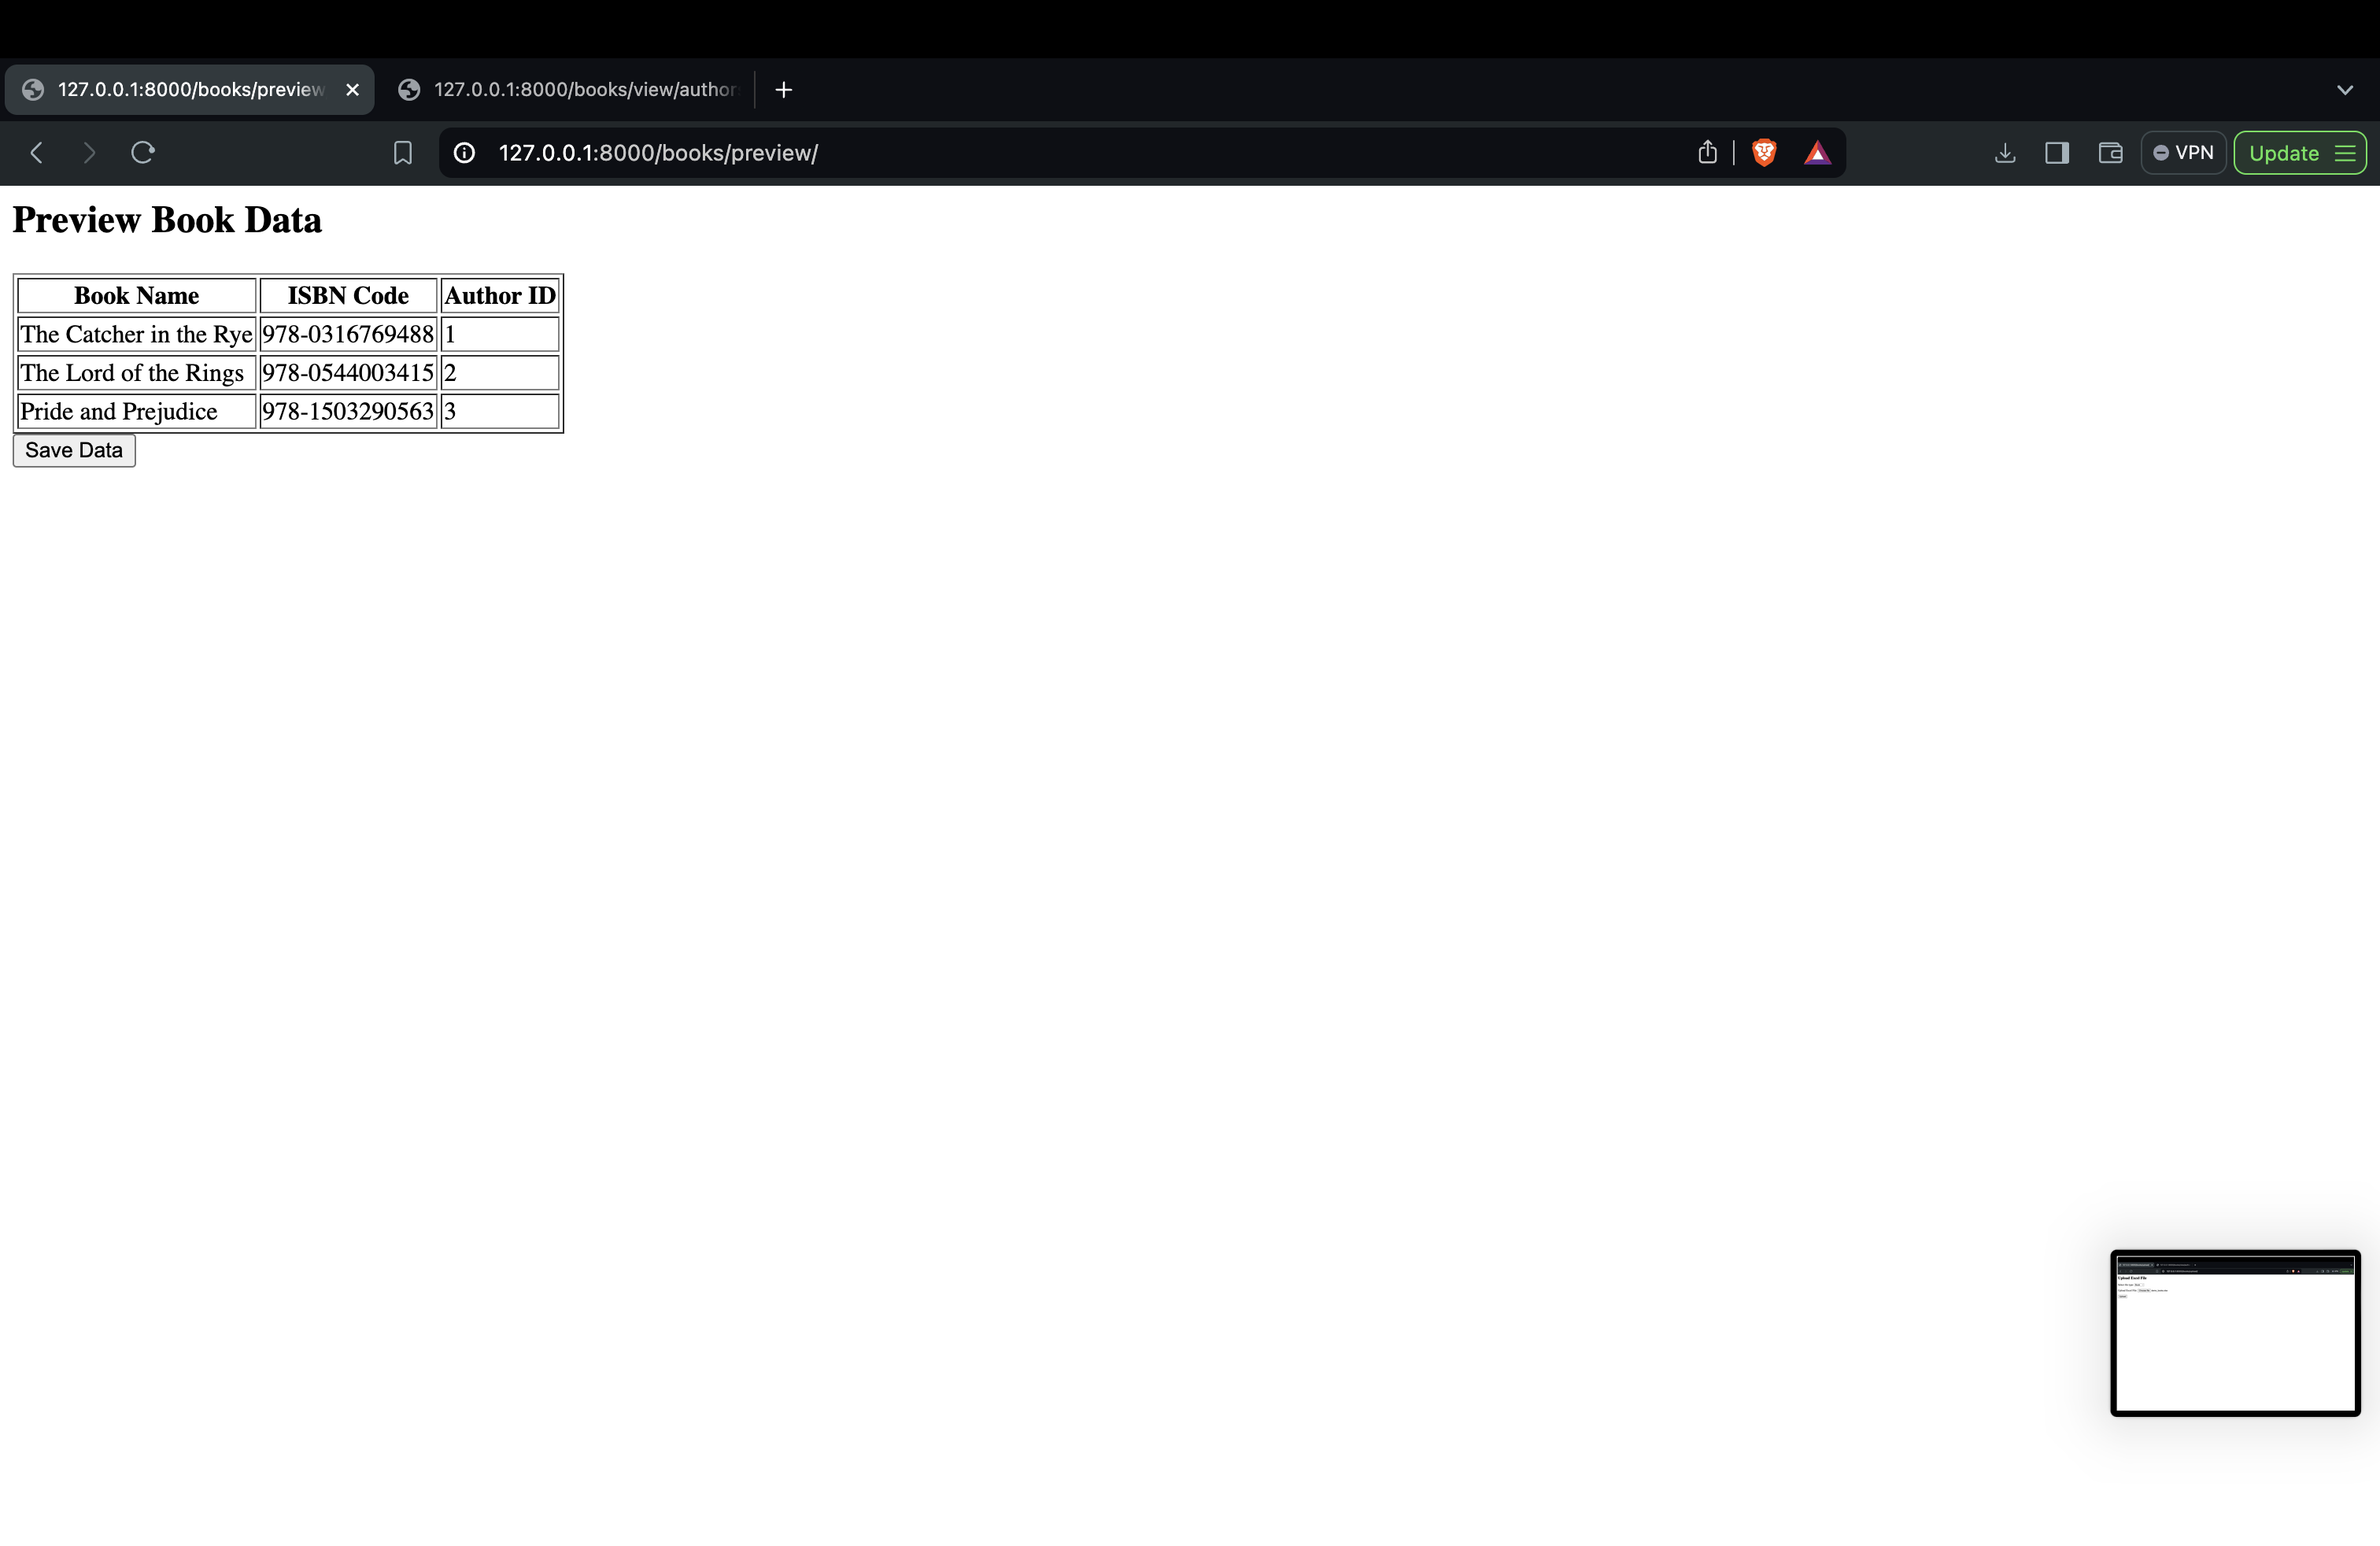 127.0.0.1:8000/books/preview
127.0.0.1:8000/books/view/author
127.0.0.1:8000/books/preview/
VPN
Update
Preview Book Data
Book Name ISBN Code Author ID
The Catcher in the Rye 978-0316769488 1
The Lord of the Rings 978-0544003415 2
Pride and Prejudice 978-1503290563 3
Save Data
Upload Excel File